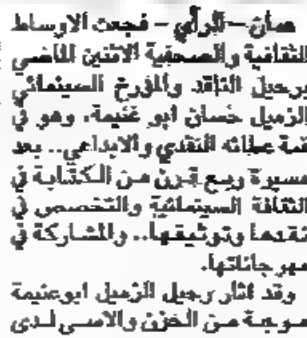 عمان – الرأي – فجعت الاوساط
الثقافية والصحفية الاثنين الماضي
برحيل الناقد والمؤرخ السينمائي
الزميل حسان ابو غنيمة، وهو في
قمة عطائه النقدي والابداعي.. بعد
مسيرة ربع قرن من الكتابة في
الثقافة السينمائية والتخصص في
نقدها وتوثيقها.. والمشاركة في
مهرجاناتها.
وقد اثار رحيل الزميل ابوغنيمة
موجة من الحزن والاسى لدى